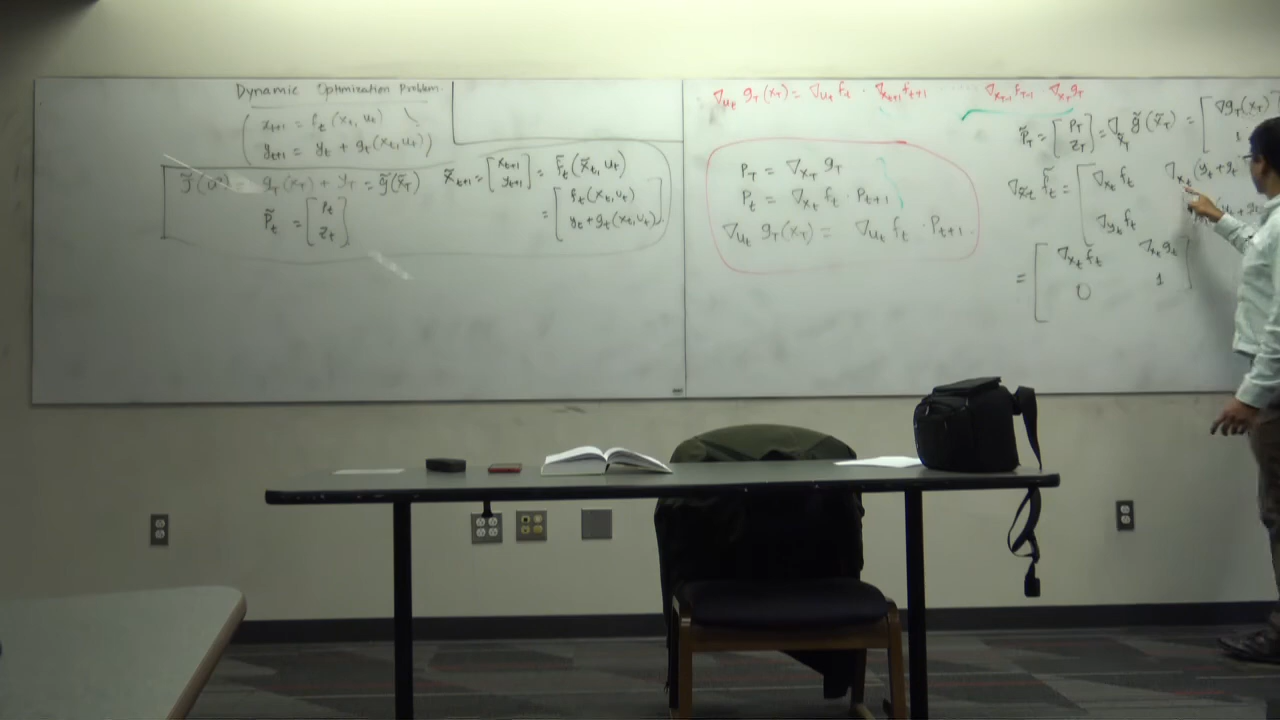 Dynamic Optimization Problem.
x_{t+1} = f_t (x_t, u_t)
y_{t+1} = y_t + g_t(x_t, u_t)
g_T(x_T) + y_T = g̃(x̃_T)
P̃_t = [P_t
z_t]
x̃_{t+1} = [x_{t+1}
y_{t+1}] = f̃_t(x̃_t, u_t)
= [f_t(x_t, u_t)
y_t + g_t(x_t, u_t)]
∇_{u_t} g_T(x_T) = ∇_{u_t} f_t · ∇_{x_{t+1}} f_{t+1} ····· ∇_{x_{T-1}} f_{T-1} ∇_{x_T} g_T
P_T = ∇_{x_T} g_T
P_t = ∇_{x_t} f_t · P_{t+1}
∇_{u_t} g_T(x_T) = ∇_{u_t} f_t · P_{t+1}.
P̃_T = [P_T
z_T] = ∇_{x̃_T} g̃(x̃_T) = [∇g_T(x_T)
1
∇_{x̃_t} f̃_t = [∇_{x_t} f_t ∇_{x_t}(y_t + g_t
∇_{y_t} f_t
= [∇_{x_t} f_t ∇_{x_t} g_t
0 1]